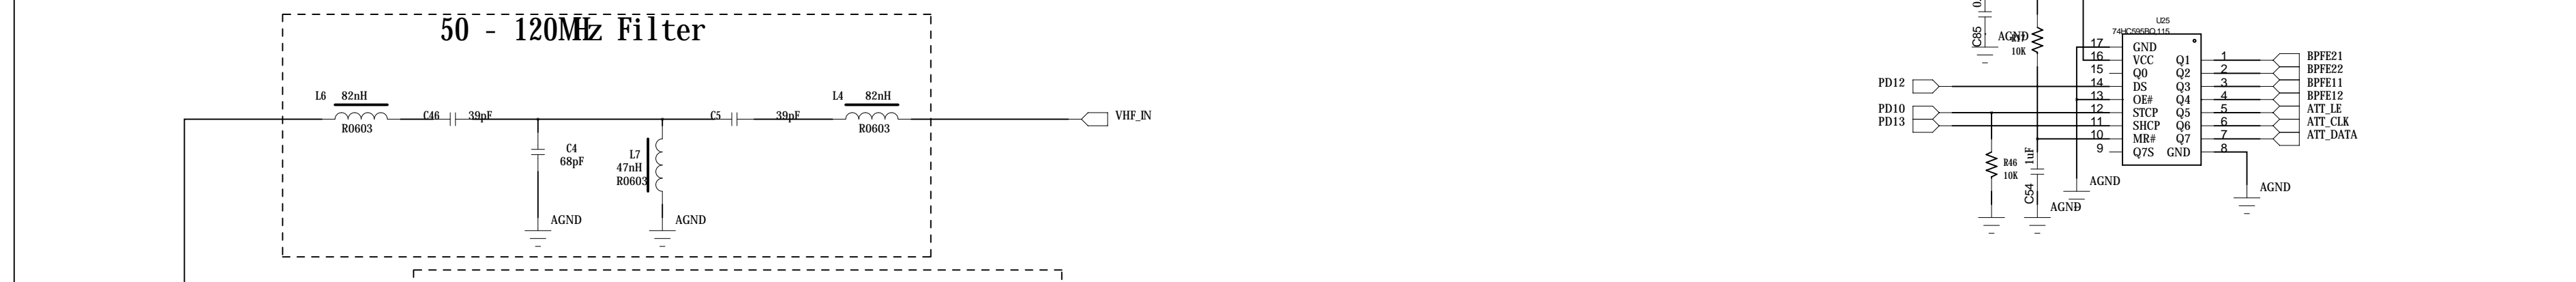 50 - 120MHz Filter
L6 82nH
R0603
C46 39pF
C4
68pF
AGND
L7
47nH
R0603
AGND
C5 39pF
L4 82nH
R0603
VHF_IN
C85
AGND
10K
U25
74HC595BQ,115
17 GND
16 VCC Q1 1 BPFE21
15 Q0 Q2 2 BPFE22
PD12 14 DS Q3 3 BPFE11
13 OE# Q4 4 BPFE12
PD10 12 STCP Q5 5 ATT_LE
PD13 11 SHCP Q6 6 ATT_CLK
10 MR# Q7 7 ATT_DATA
9 Q7S GND 8
R46
10K
1uF
C54
AGND
AGND
AGND